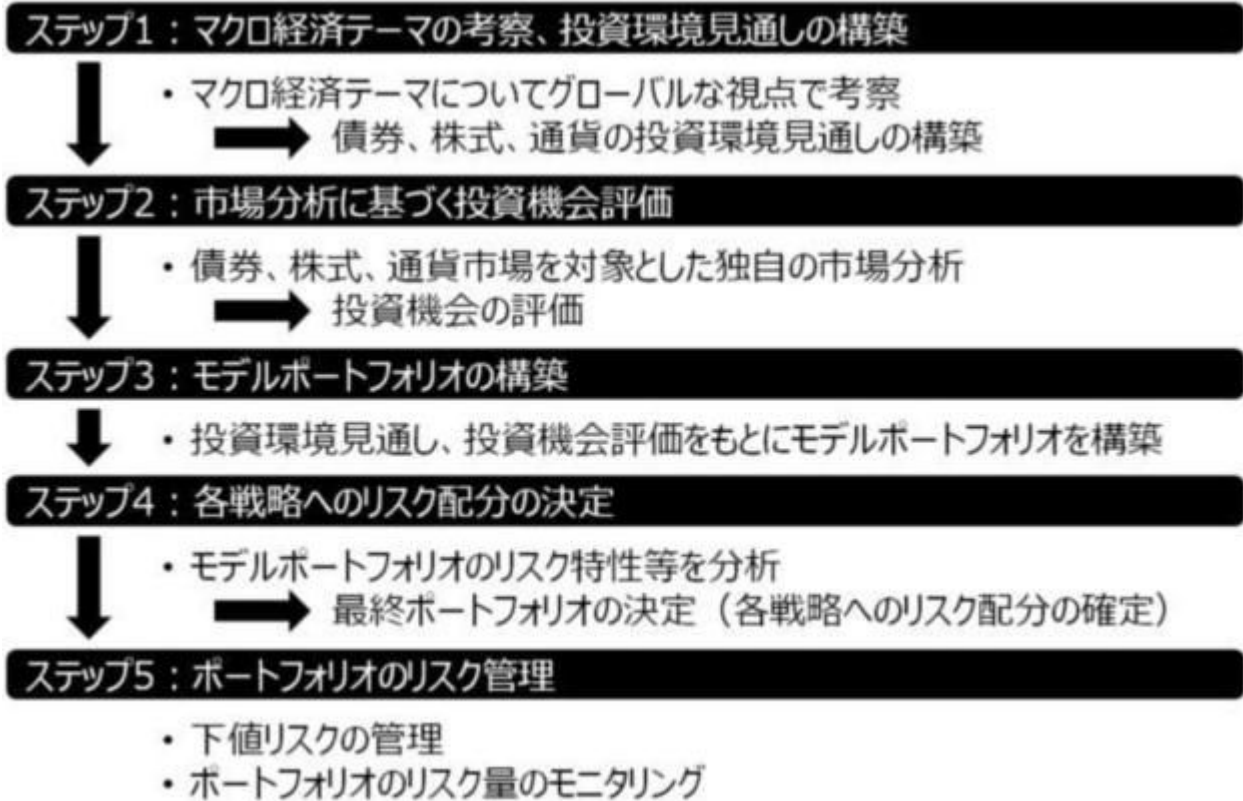 ステップ1：マクロ経済テーマの考察、投資環境見通しの構築
・マクロ経済テーマについてグローバルな視点で考察
債券、株式、通貨の投資環境見通しの構築
ステップ2：市場分析に基づく投資機会評価
・債券、株式、通貨市場を対象とした独自の市場分析
投資機会の評価
ステップ3：モデルポートフォリオの構築
・投資環境見通し、投資機会評価をもとにモデルポートフォリオを構築
ステップ4：各戦略へのリスク配分の決定
・モデルポートフォリオのリスク特性等を分析
最終ポートフォリオの決定（各戦略へのリスク配分の確定）
ステップ5：ポートフォリオのリスク管理
・下値リスクの管理
・ポートフォリオのリスク量のモニタリング